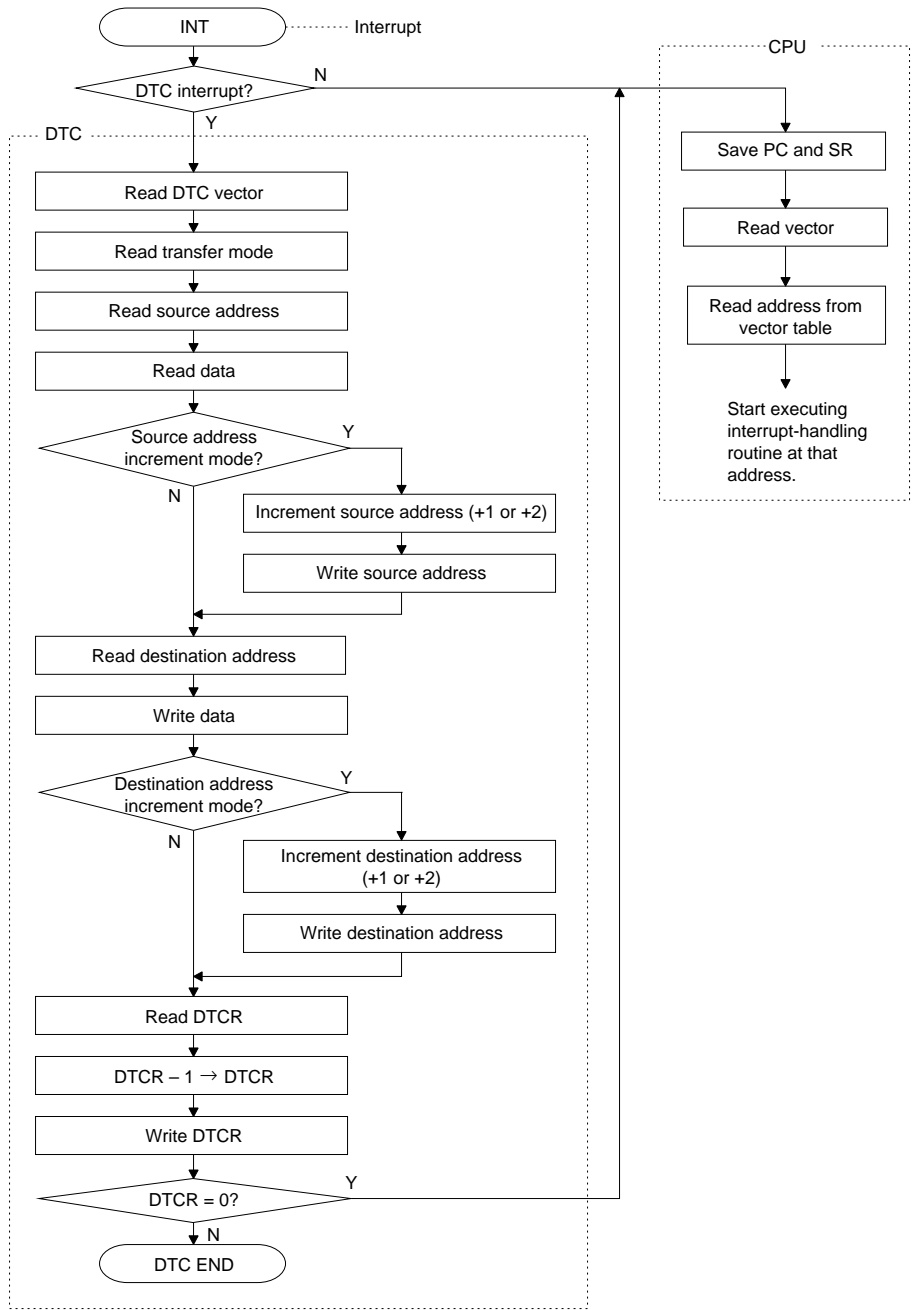 INT
Interrupt
DTC interrupt?
N
Y
DTC
Read DTC vector
Read transfer mode
Read source address
Read data
Source address
increment mode?
Y
N
Increment source address (+1 or +2)
Write source address
Read destination address
Write data
Destination address
increment mode?
Y
N
Increment destination address
(+1 or +2)
Write destination address
Read DTCR
DTCR – 1 → DTCR
Write DTCR
DTCR = 0?
Y
N
DTC END
CPU
Save PC and SR
Read vector
Read address from
vector table
Start executing
interrupt-handling
routine at that
address.